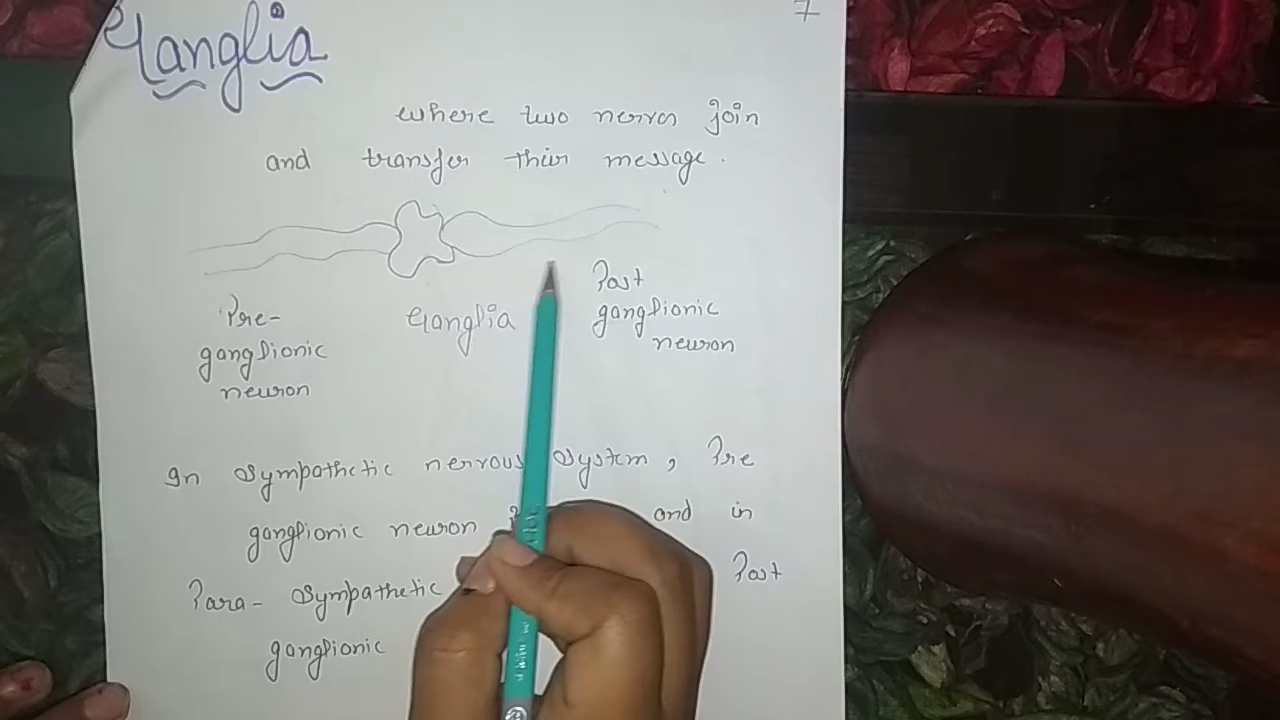 7
Ganglia
where two nerves join
and transfer their message.
Pre-
ganglionic
neuron
Ganglia
Post
ganglionic
neuron
In Sympathetic nervous System, Pre
ganglionic neuron and in
Para- Sympathetic Post
ganglionic